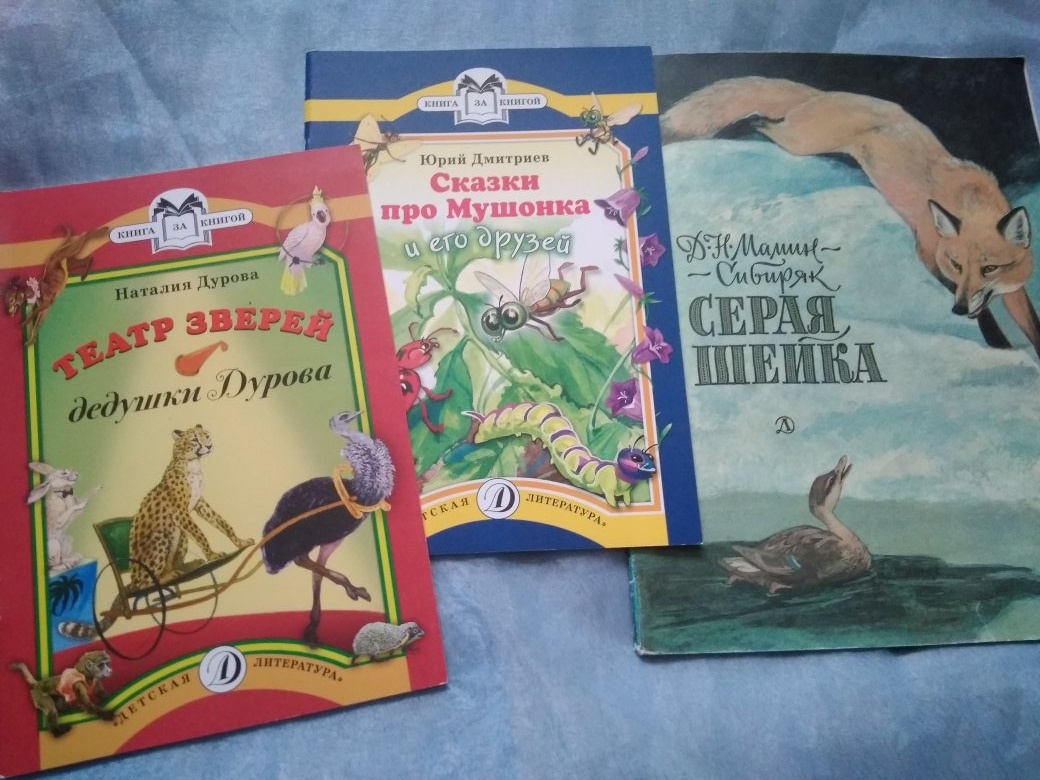 КНИГА ЗА КНИГОЙ
Наталия Дурова
ТЕАТР ЗВЕРЕЙ
дедушки Дурова
"ДЕТСКАЯ Д ЛИТЕРАТУРА"
КНИГА ЗА КНИГОЙ
Юрий Дмитриев
Сказки
про Мушонка
и его друзей
ТСКАЯ Д ЛИТЕРАТУРА"
Д·Н·Мамин-
-Сибиряк
СЕРАЯ
ШЕЙКА
Д